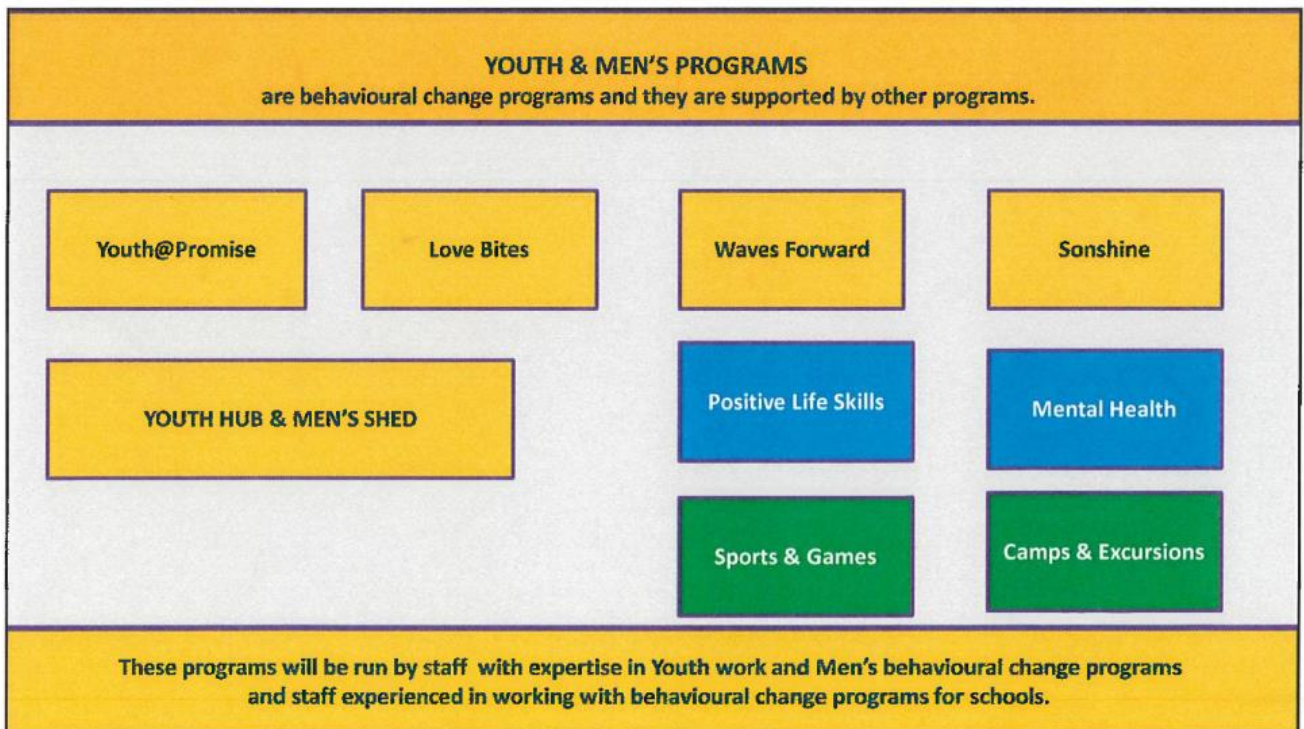 YOUTH & MEN'S PROGRAMS
are behavioural change programs and they are supported by other programs.
Youth@Promise
Love Bites
Waves Forward
Sonshine
YOUTH HUB & MEN'S SHED
Positive Life Skills
Mental Health
Sports & Games
Camps & Excursions
These programs will be run by staff with expertise in Youth work and Men's behavioural change programs
and staff experienced in working with behavioural change programs for schools.